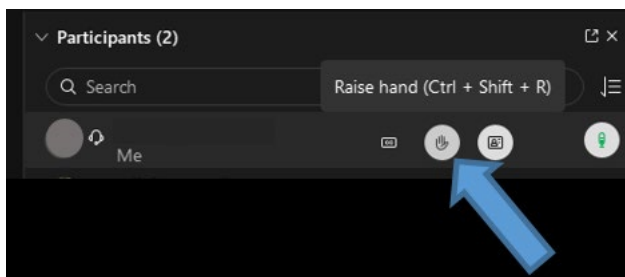 Participants (2)
Search
Raise hand (Ctrl + Shift + R)
Me